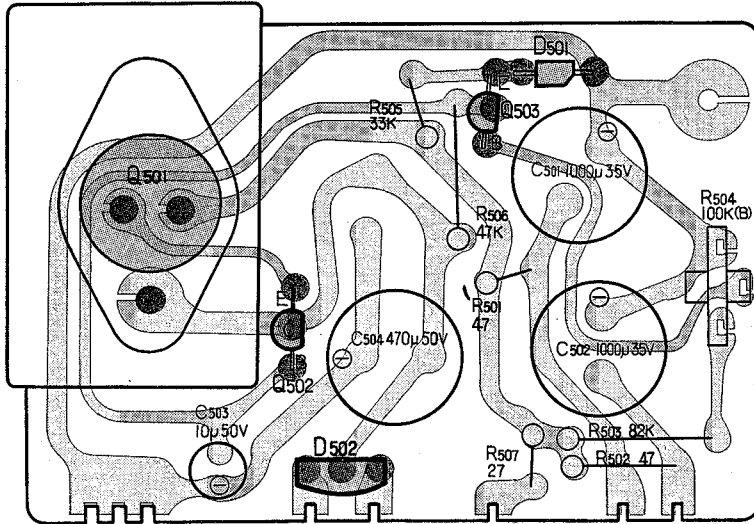 D501
E
Q503
B
R505
33K
C501 1000μ 35V
Q501
R504
100K(B)
R506
47K
E
R501
47
C504 470μ 50V
C502 1000μ 35V
B
Q502
C503
10μ 50V
D502
R503 82K
R507
27
R502 47